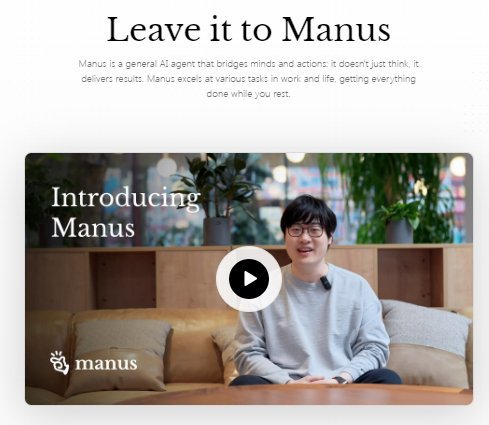 Leave it to Manus
Manus is a general AI agent that bridges minds and actions: it doesn't just think, it
delivers results. Manus excels at various tasks in work and life, getting everything
done while you rest.
Introducing
Manus
manus